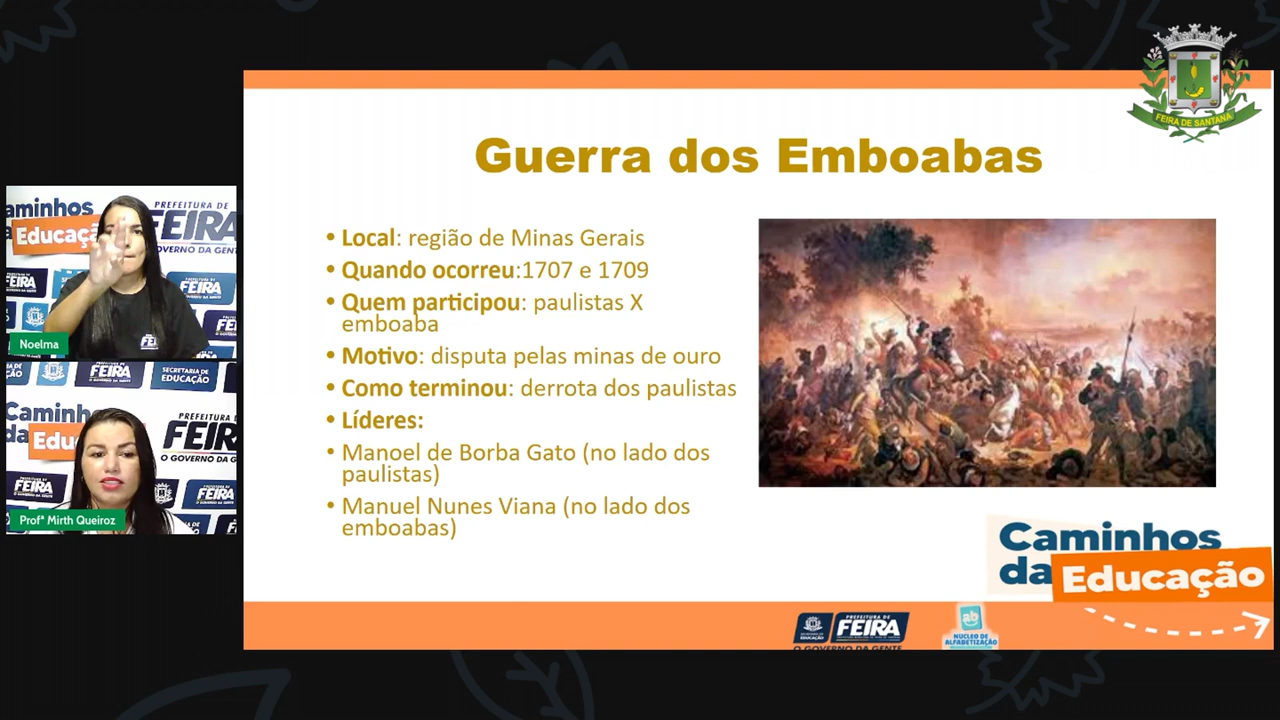 FEIRA DE SANTANA
Guerra dos Emboabas
• Local: região de Minas Gerais
• Quando ocorreu:1707 e 1709
• Quem participou: paulistas X
emboaba
• Motivo: disputa pelas minas de ouro
• Como terminou: derrota dos paulistas
• Líderes:
• Manoel de Borba Gato (no lado dos
paulistas)
• Manuel Nunes Viana (no lado dos
emboabas)
Caminhos
da Educação
PREFEITURA DE
FEIRA
O GOVERNO DA GENTE
SECRETARIA DE
EDUCAÇÃO
NÚCLEO DE
ALFABETIZAÇÃO
Noelma
Profª Mirth Queiroz